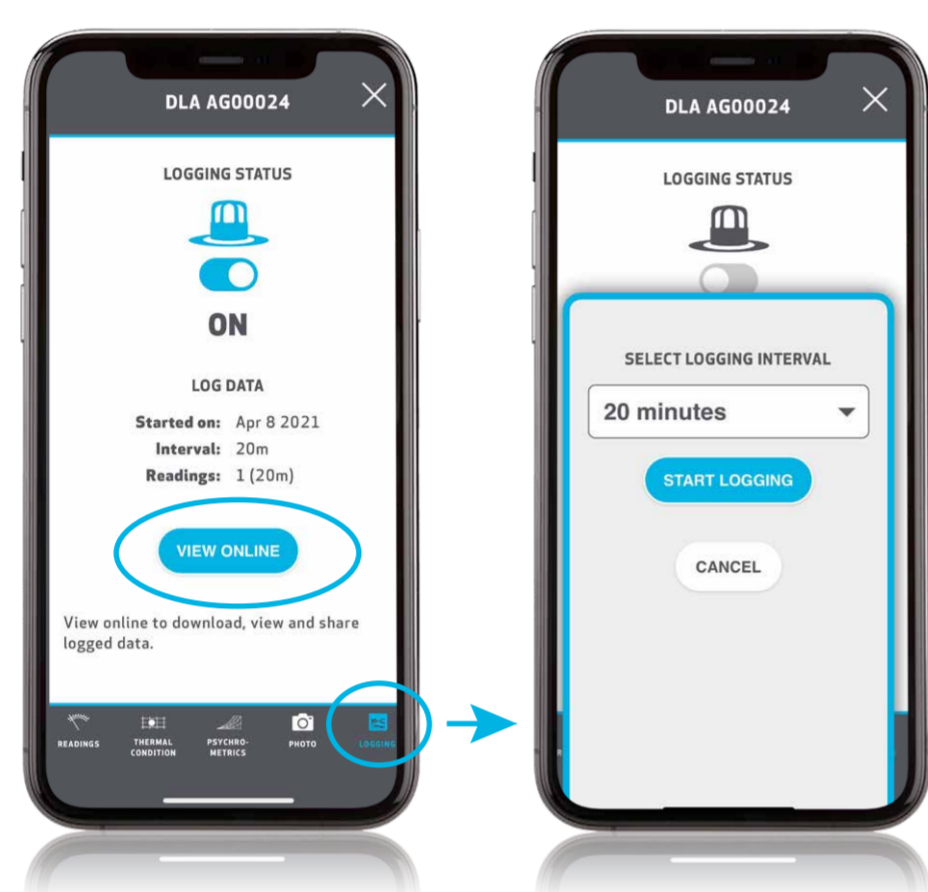 DLA AG00024
LOGGING STATUS
ON
LOG DATA
Started on: Apr 8 2021
Interval: 20m
Readings: 1 (20m)
VIEW ONLINE
View online to download, view and share
logged data.
READINGS
THERMAL
CONDITION
PSYCHRO-
METRICS
PHOTO
LOGGING
DLA AG00024
LOGGING STATUS
SELECT LOGGING INTERVAL
20 minutes
START LOGGING
CANCEL